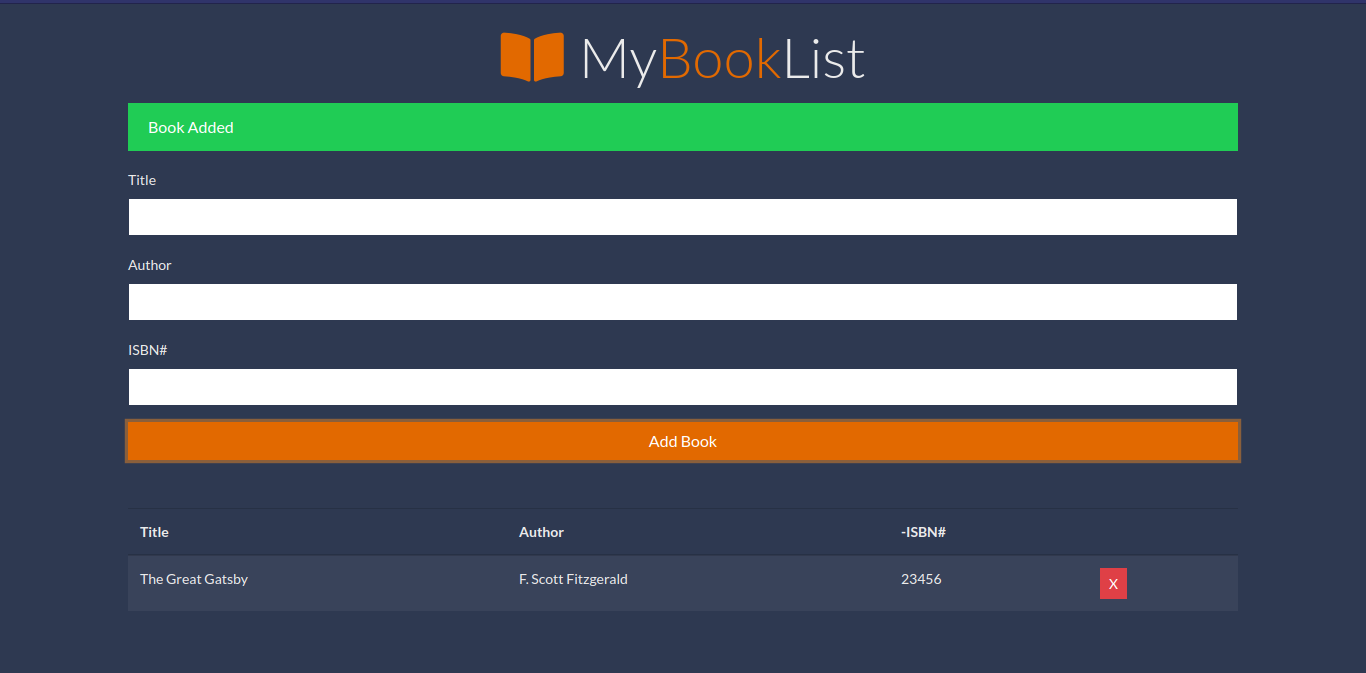 MyBookList
Book Added
Title
Author
ISBN#
Add Book
Title Author -ISBN#
The Great Gatsby F. Scott Fitzgerald 23456 X